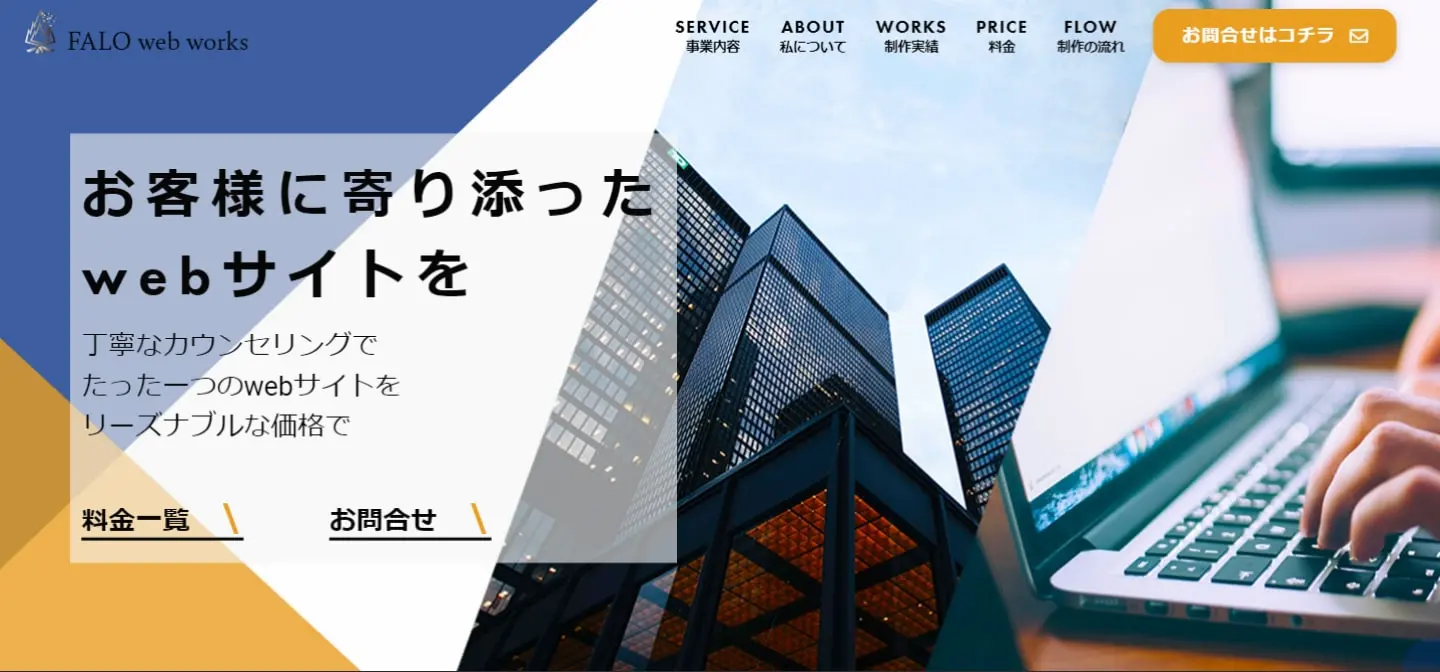 FALO web works
SERVICE
事業内容
ABOUT
私について
WORKS
制作実績
PRICE
料金
FLOW
制作の流れ
お問合せはコチラ
お客様に寄り添った
webサイトを
丁寧なカウンセリングで
たった一つのwebサイトを
リーズナブルな価格で
料金一覧
お問合せ